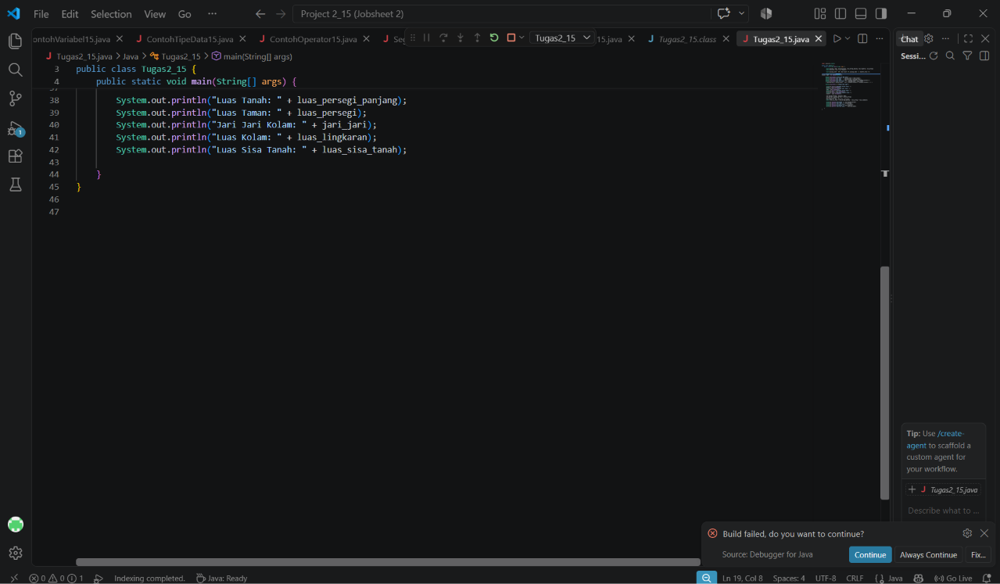 File Edit Selection View Go ··· Project 2_15 (Jobsheet 2)
ontohVariabel15.java ContohTipeData15.java ContohOperator15.java Tugas2_15 15.java Tugas2_15.class Tugas2_15.java ··· Chat ···
Tugas2_15.java > Java > Tugas2_15 > main(String[] args) Sessi...
3 public class Tugas2_15 {
4 public static void main(String[] args) {
38 System.out.println("Luas Tanah: " + luas_persegi_panjang);
39 System.out.println("Luas Taman: " + luas_persegi);
40 System.out.println("Jari Jari Kolam: " + jari_jari);
41 System.out.println("Luas Kolam: " + luas_lingkaran);
42 System.out.println("Luas Sisa Tanah: " + luas_sisa_tanah);
43
44 }
45 }
46
47
1
Tip: Use /create-
agent to scaffold a
custom agent for
your workflow.
Tugas2_15.java
Describe what to ...
Build failed, do you want to continue?
Source: Debugger for Java Continue Always Continue Fix...
0 0 1 Indexing completed. Java: Ready Ln 19, Col 8 Spaces: 4 UTF-8 CRLF {} Java Go Live